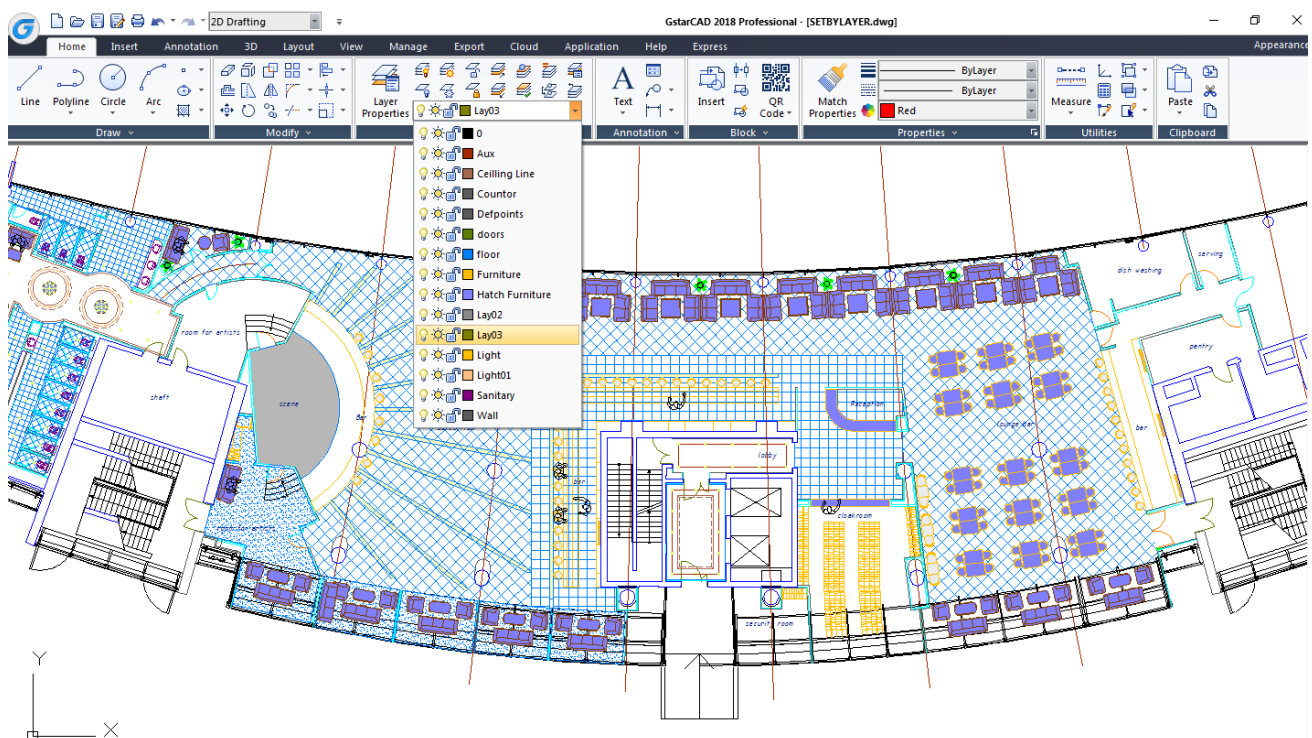 2D Drafting
GstarCAD 2018 Professional - [SETBYLAYER.dwg]
Home Insert Annotation 3D Layout View Manage Export Cloud Application Help Express Appearance
ByLayer
ByLayer
Red
Line Polyline Circle Arc
Layer Properties
Lay03
Text
Insert
QR Code
Match Properties
Measure
Paste
Draw Modify Annotation Block Properties Utilities Clipboard
0
Aux
Ceilling Line
Countor
Defpoints
doors
floor
Furniture
Hatch Furniture
Lay02
Lay03
Light
Light01
Sanitary
Wall
serving
dish washing
room for artists
pentry
sheft
scene
Bar
Reception
lounge bar
bar
lobby
bar
cloakroom
security room
Y
X